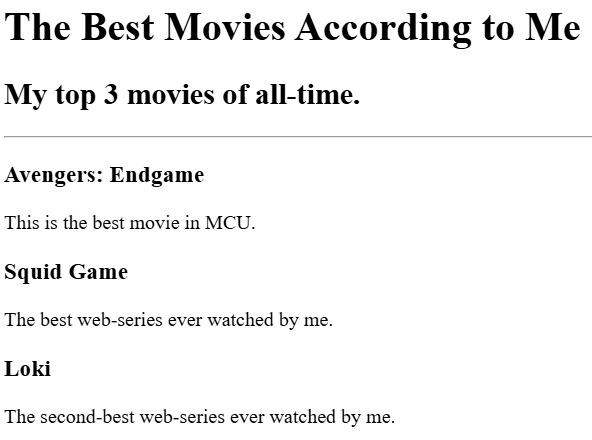 The Best Movies According to Me
My top 3 movies of all-time.
Avengers: Endgame
This is the best movie in MCU.
Squid Game
The best web-series ever watched by me.
Loki
The second-best web-series ever watched by me.